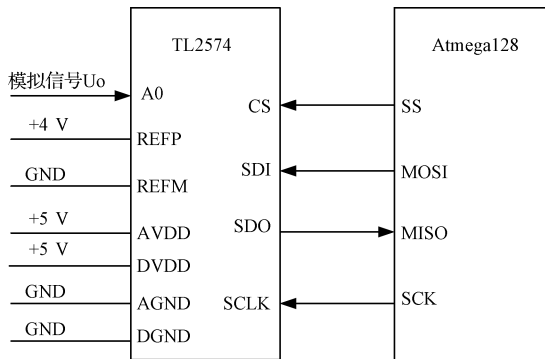 TL2574
Atmega128
模拟信号Uo
A0
CS
SS
+4 V
REFP
GND
REFM
SDI
MOSI
+5 V
AVDD
SDO
MISO
+5 V
DVDD
GND
AGND
SCLK
SCK
GND
DGND